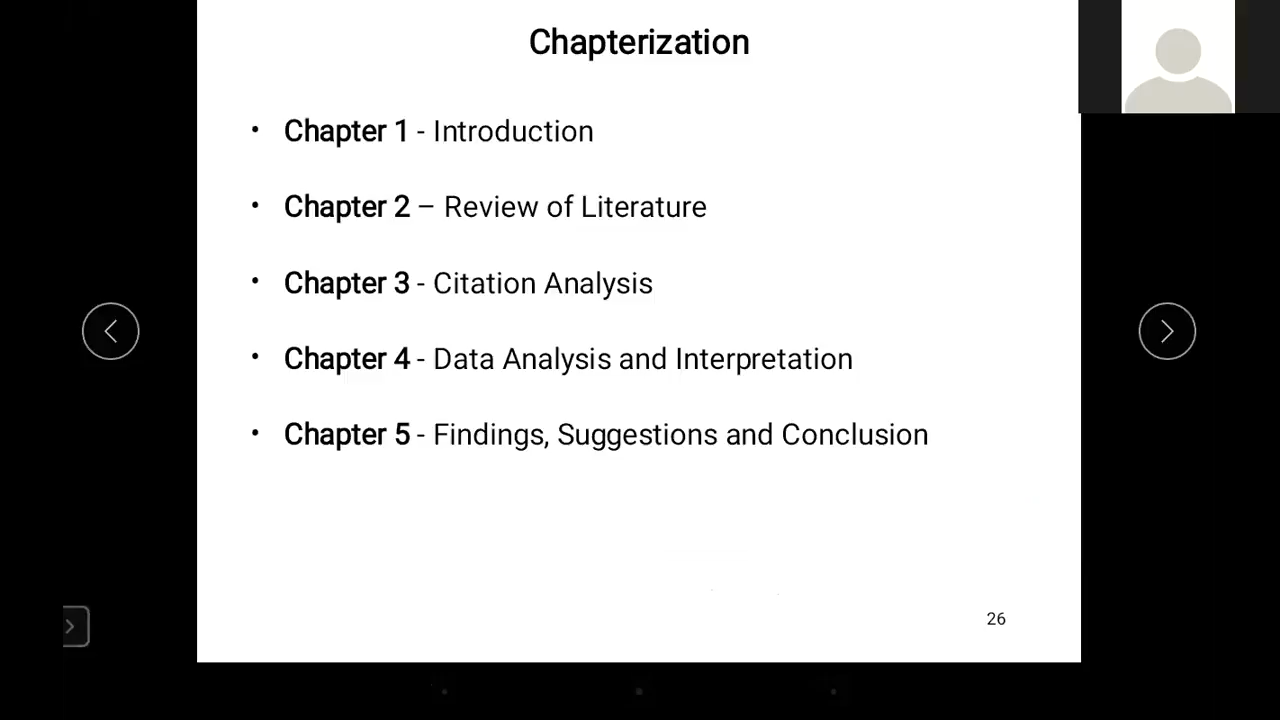 Chapterization
• Chapter 1 - Introduction
• Chapter 2 – Review of Literature
• Chapter 3 - Citation Analysis
• Chapter 4 - Data Analysis and Interpretation
• Chapter 5 - Findings, Suggestions and Conclusion
26